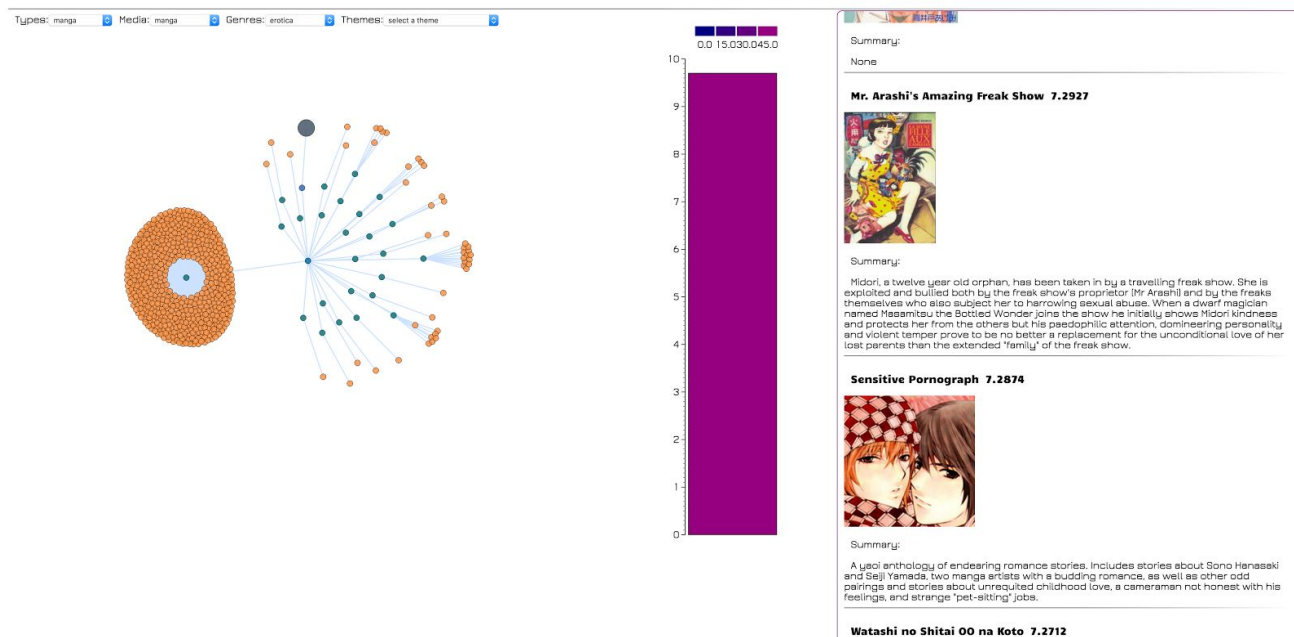 Types: manga
Media: manga
Genres: erotica
Themes: select a theme
0.0 15.0 30.0 45.0
10
9
8
7
6
5
4
3
2
1
0
Summary:
None
Mr. Arashi's Amazing Freak Show 7.2927
Summary:
Midori, a twelve year old orphan, has been taken in by a travelling freak show. She is
exploited and bullied both by the freak show's proprietor (Mr Arashi) and by the freaks
themselves who also subject her to harrowing sexual abuse. When a dwarf magician
named Masamitsu the Bottled Wonder joins the show he initially shows Midori kindness
and protects her from the others but his paedophilic attention, domineering personality
and violent temper prove to be no better a replacement for the unconditional love of her
lost parents than the extended "family" of the freak show.
Sensitive Pornograph 7.2874
Summary:
A yaoi anthology of endearing romance stories. Includes stories about Sono Hanasaki
and Seiji Yamada, two manga artists with a budding romance, as well as other odd
pairings and stories about unrequited childhood love, a cameraman not honest with his
feelings, and strange "pet-sitting" jobs.
Watashi no Shitai 00 na Koto 7.2712